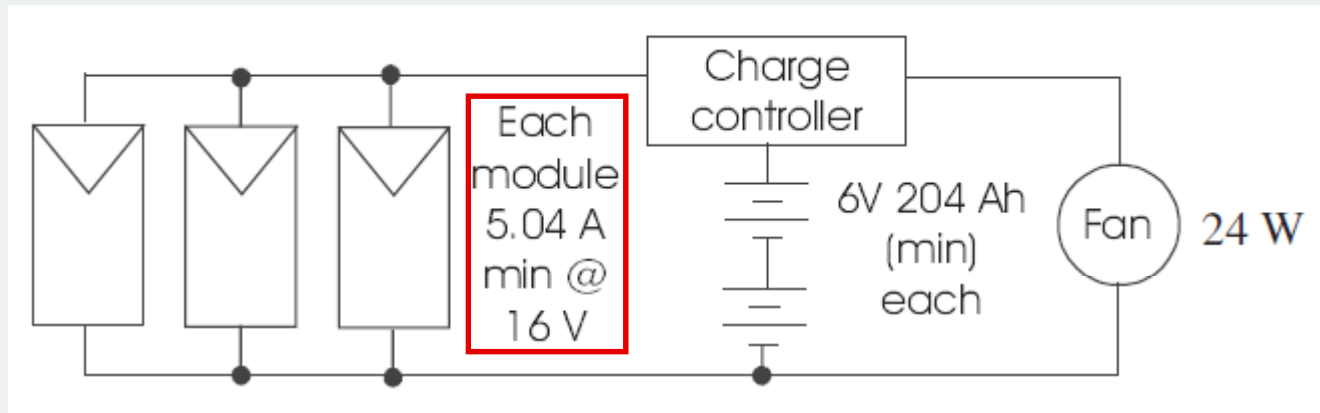 Charge
controller
Each
module
5.04 A
min @
16 V
6V 204 Ah
(min)
each
Fan
24 W